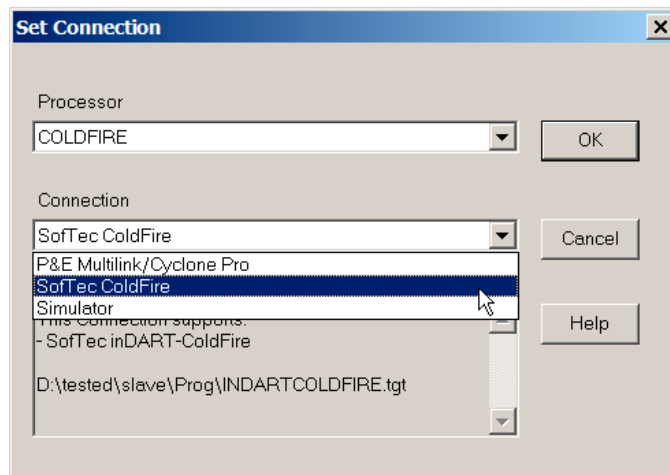 Set Connection
Processor
COLDFIRE
OK
Connection
SofTec ColdFire
Cancel
P&E Multilink/Cyclone Pro
SofTec ColdFire
Simulator
This Connection supports:
- SofTec inDART-ColdFire
Help
D:\tested\slave\Prog\INDARTCOLDFIRE.tgt